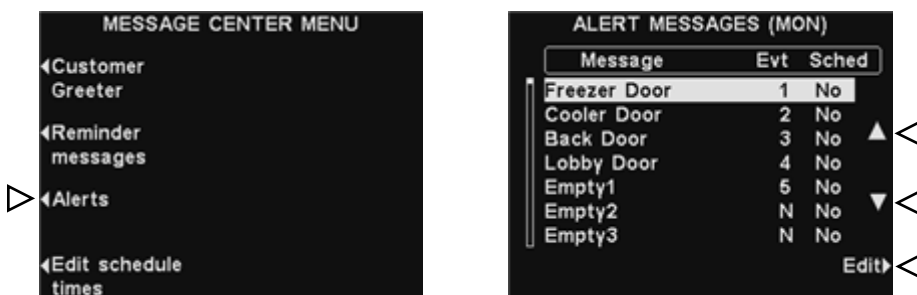 MESSAGE CENTER MENU
Customer
Greeter
Reminder
messages
Alerts
Edit schedule
times
ALERT MESSAGES (MON)
Message Evt Sched
Freezer Door 1 No
Cooler Door 2 No
Back Door 3 No
Lobby Door 4 No
Empty1 5 No
Empty2 N No
Empty3 N No
Edit